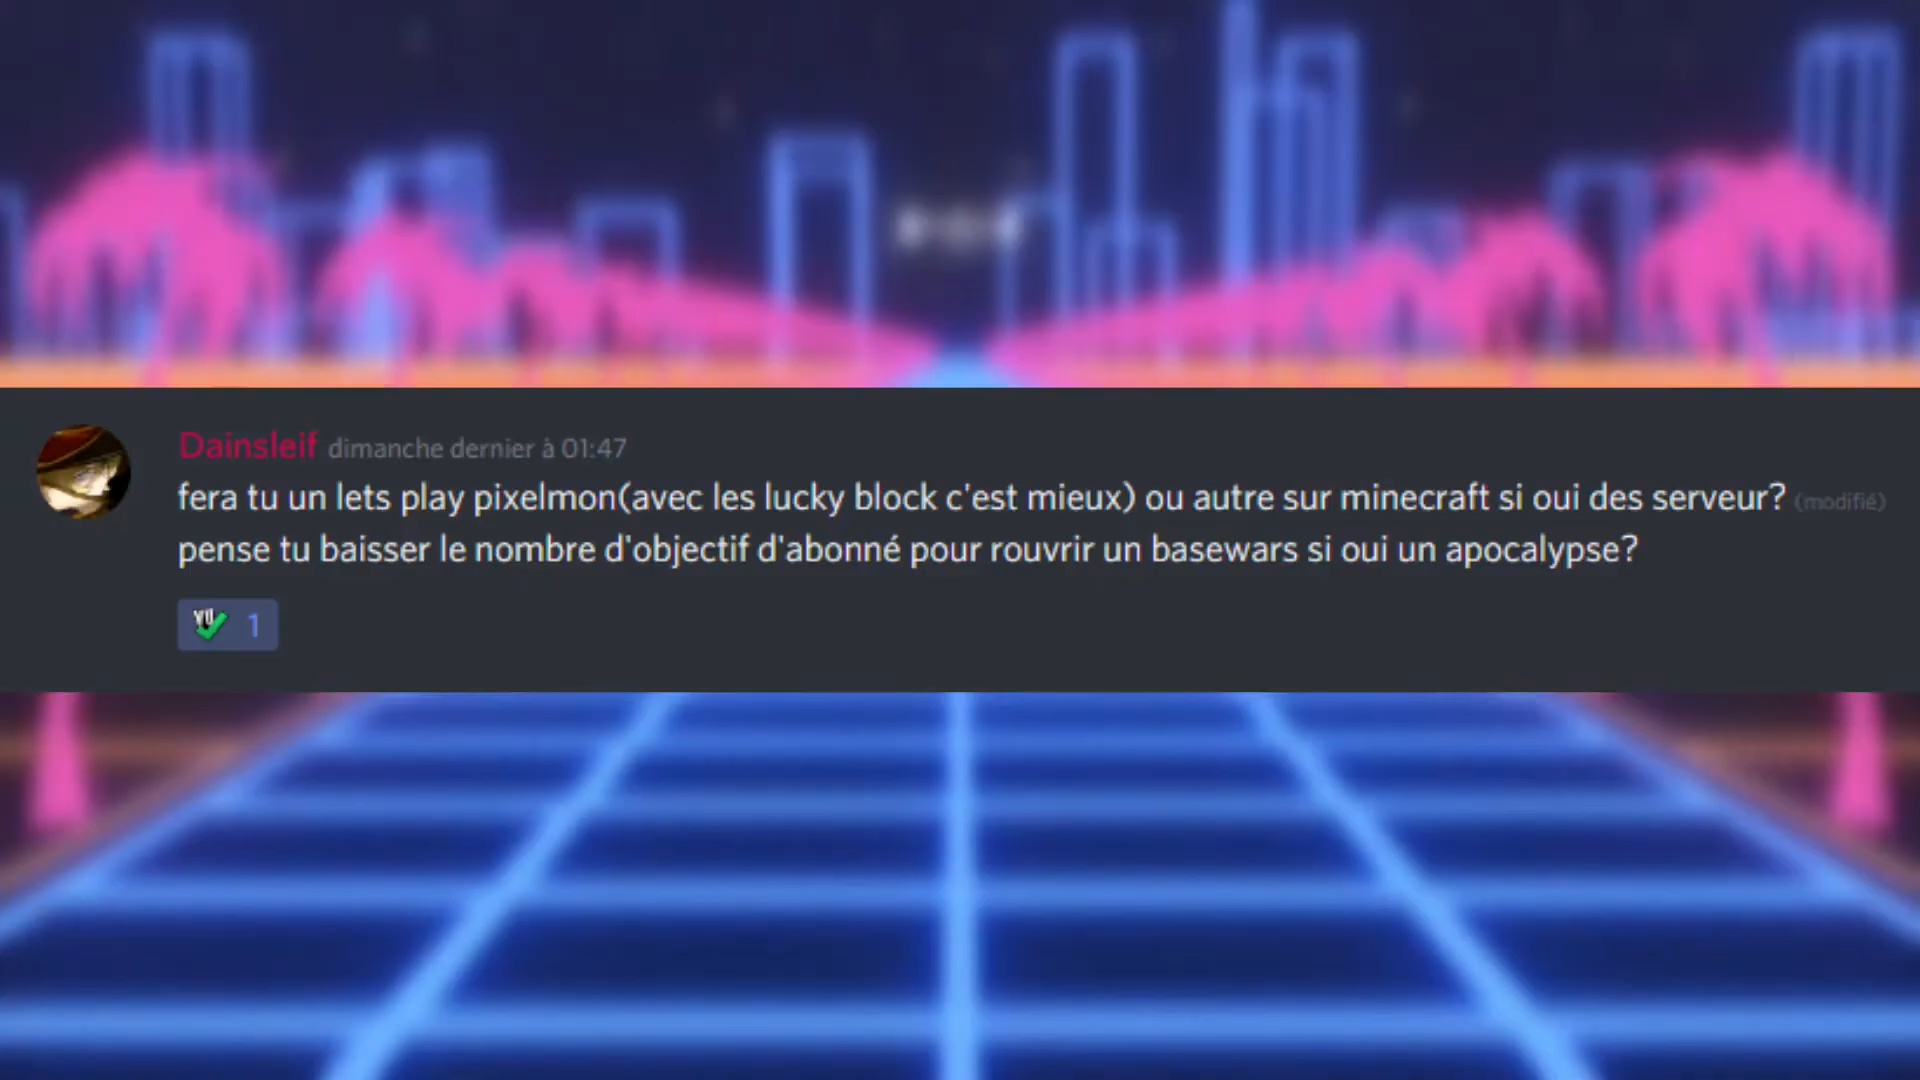 Dainsleif dimanche dernier à 01:47
fera tu un lets play pixelmon(avec les lucky block c'est mieux) ou autre sur minecraft si oui des serveur? (modifié)
pense tu baisser le nombre d'objectif d'abonné pour rouvrir un basewars si oui un apocalypse?
VU 1